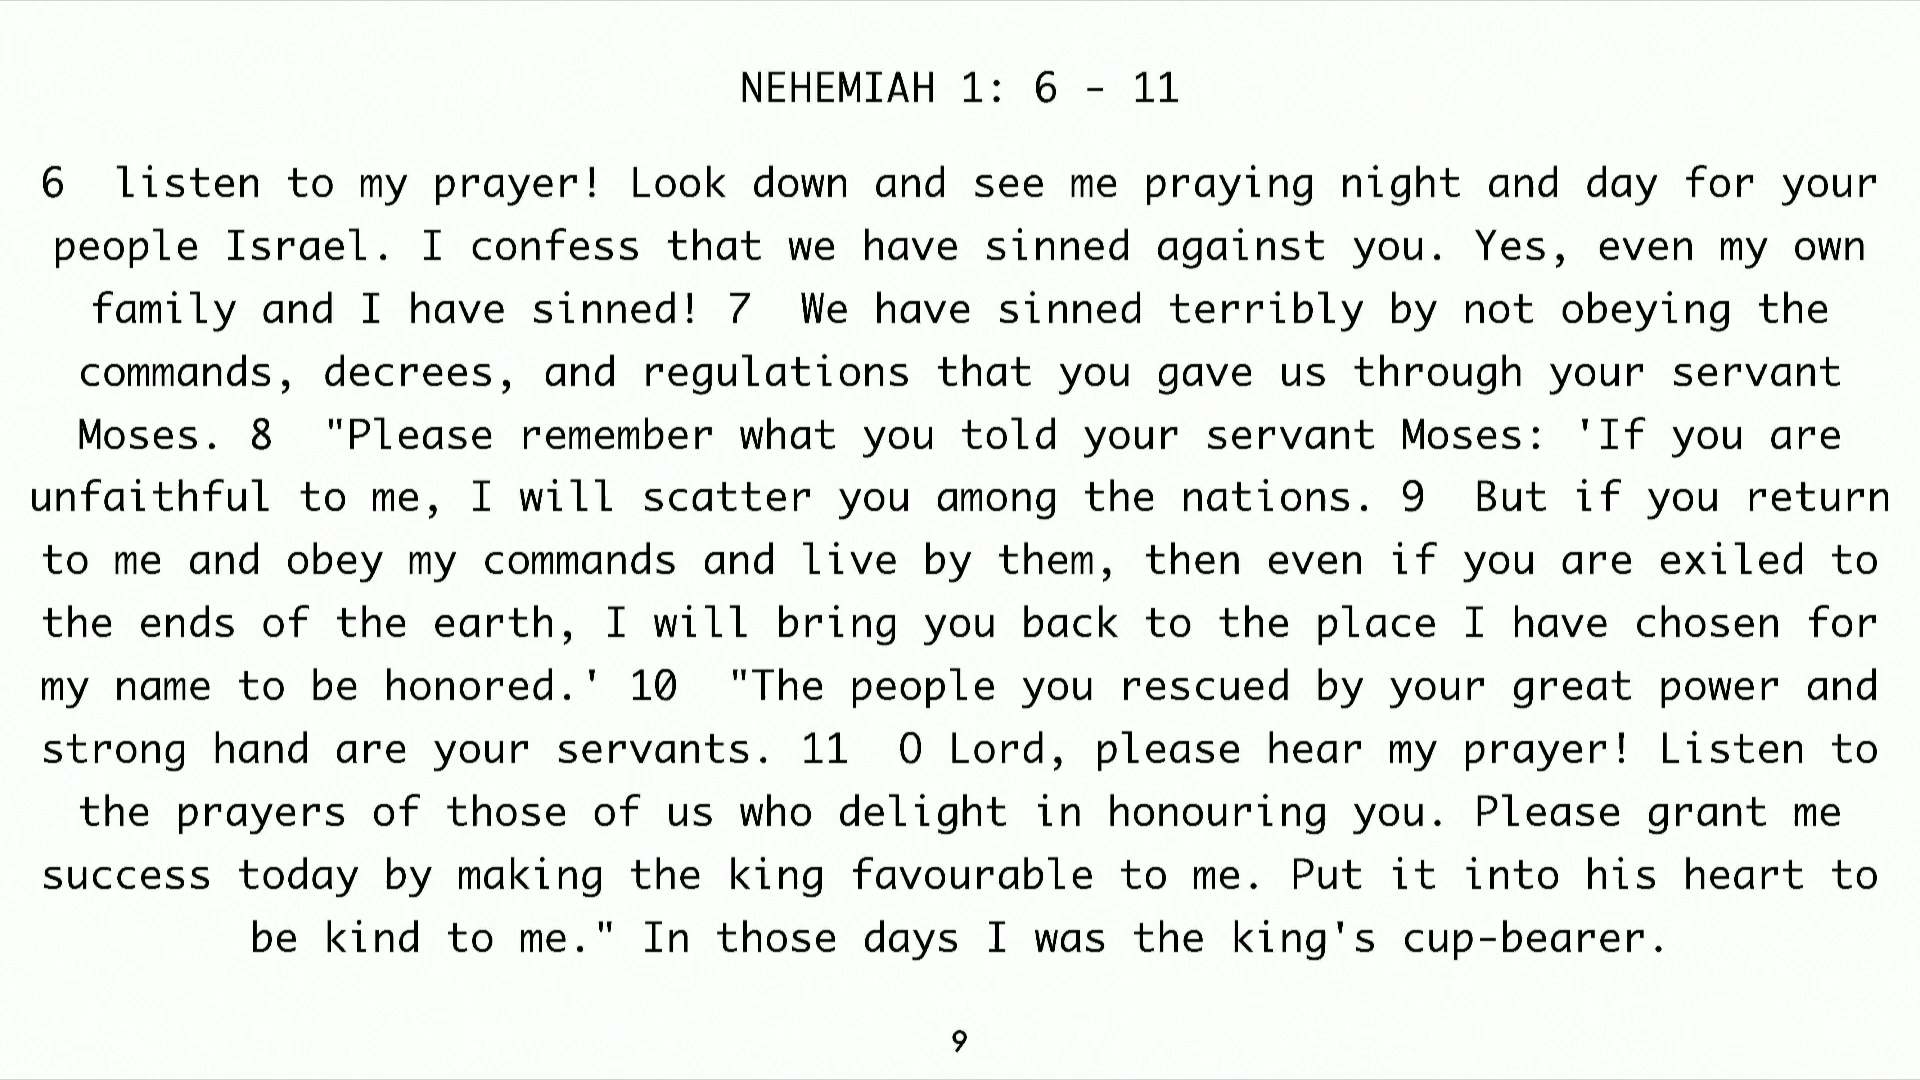 NEHEMIAH 1: 6 - 11
6  listen to my prayer! Look down and see me praying night and day for your
people Israel. I confess that we have sinned against you. Yes, even my own
family and I have sinned! 7  We have sinned terribly by not obeying the
commands, decrees, and regulations that you gave us through your servant
Moses. 8  "Please remember what you told your servant Moses: 'If you are
unfaithful to me, I will scatter you among the nations. 9  But if you return
to me and obey my commands and live by them, then even if you are exiled to
the ends of the earth, I will bring you back to the place I have chosen for
my name to be honored.' 10  "The people you rescued by your great power and
strong hand are your servants. 11  O Lord, please hear my prayer! Listen to
the prayers of those of us who delight in honouring you. Please grant me
success today by making the king favourable to me. Put it into his heart to
be kind to me." In those days I was the king's cup-bearer.
9